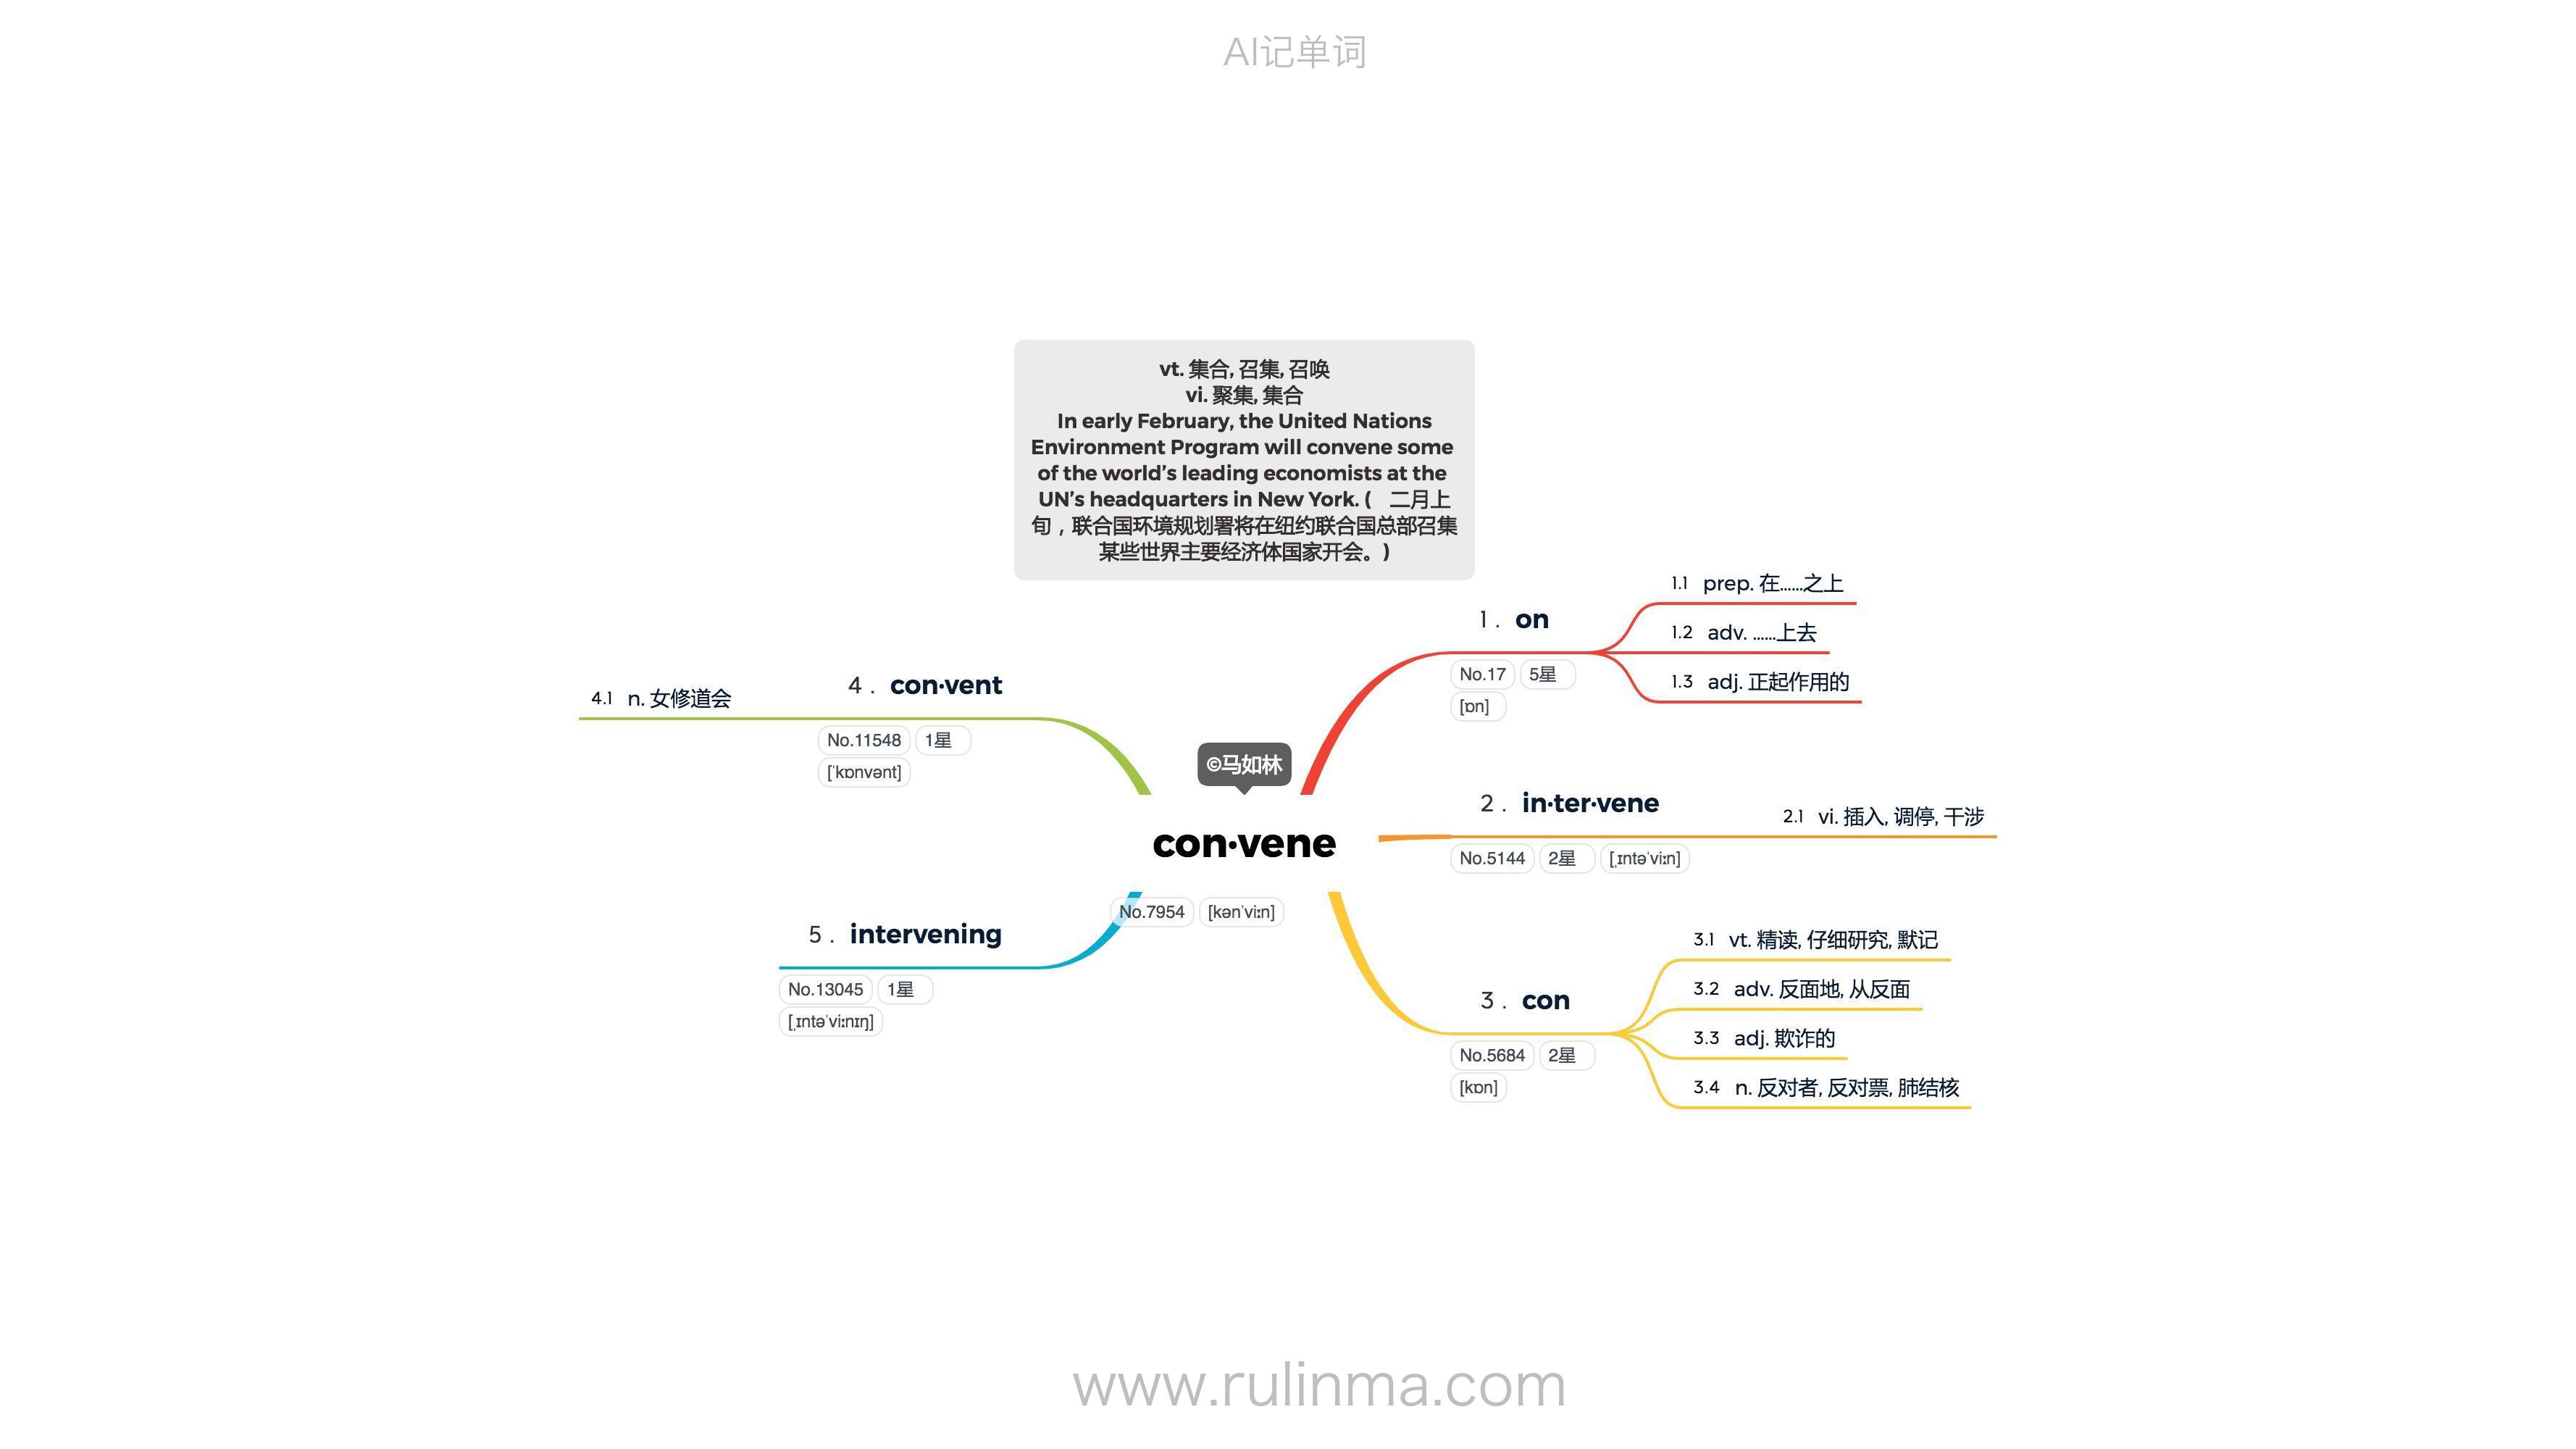 AI记单词
vt. 集合, 召集, 召唤
vi. 聚集, 集合
In early February, the United Nations
Environment Program will convene some
of the world’s leading economists at the
UN’s headquarters in New York. ( 二月上
旬，联合国环境规划署将在纽约联合国总部召集
某些世界主要经济体国家开会。)
©马如林
con·vene
No.7954 [kənˈviːn]
1. on
No.17 5星
[ɒn]
1.1 prep. 在……之上
1.2 adv. ……上去
1.3 adj. 正起作用的
2. in·ter·vene
No.5144 2星 [ˌɪntəˈviːn]
2.1 vi. 插入, 调停, 干涉
3. con
No.5684 2星
[kɒn]
3.1 vt. 精读, 仔细研究, 默记
3.2 adv. 反面地, 从反面
3.3 adj. 欺诈的
3.4 n. 反对者, 反对票, 肺结核
4. con·vent
No.11548 1星
[ˈkɒnvənt]
4.1 n. 女修道会
5. intervening
No.13045 1星
[ˌɪntəˈviːnɪŋ]
www.rulinma.com